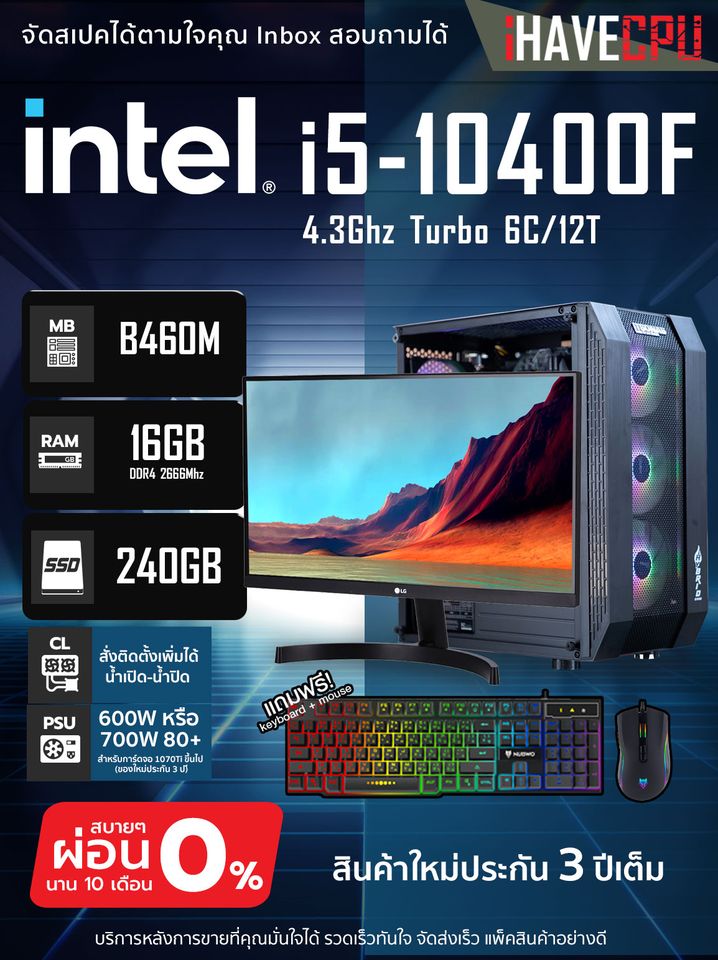 จัดสเปคได้ตามใจคุณ Inbox สอบถามได้
iHAVECPU
intel® i5-10400F
4.3Ghz Turbo 6C/12T
MB
B460M
RAM
GB
16GB
DDR4 2666Mhz
SSD
240GB
LG
CL
สั่งติดตั้งเพิ่มได้
น้ำเปิด-น้ำปิด
PSU
600W หรือ
700W 80+
สำหรับการ์ดจอ 1070Ti ขึ้นไป
(ของใหม่ประกัน 3 ปี)
แถมฟรี!
keyboard + mouse
NUBWO
สบายๆ
ผ่อน 0%
นาน 10 เดือน
สินค้าใหม่ประกัน 3 ปีเต็ม
บริการหลังการขายที่คุณมั่นใจได้ รวดเร็วทันใจ จัดส่งเร็ว แพ็คสินค้าอย่างดี